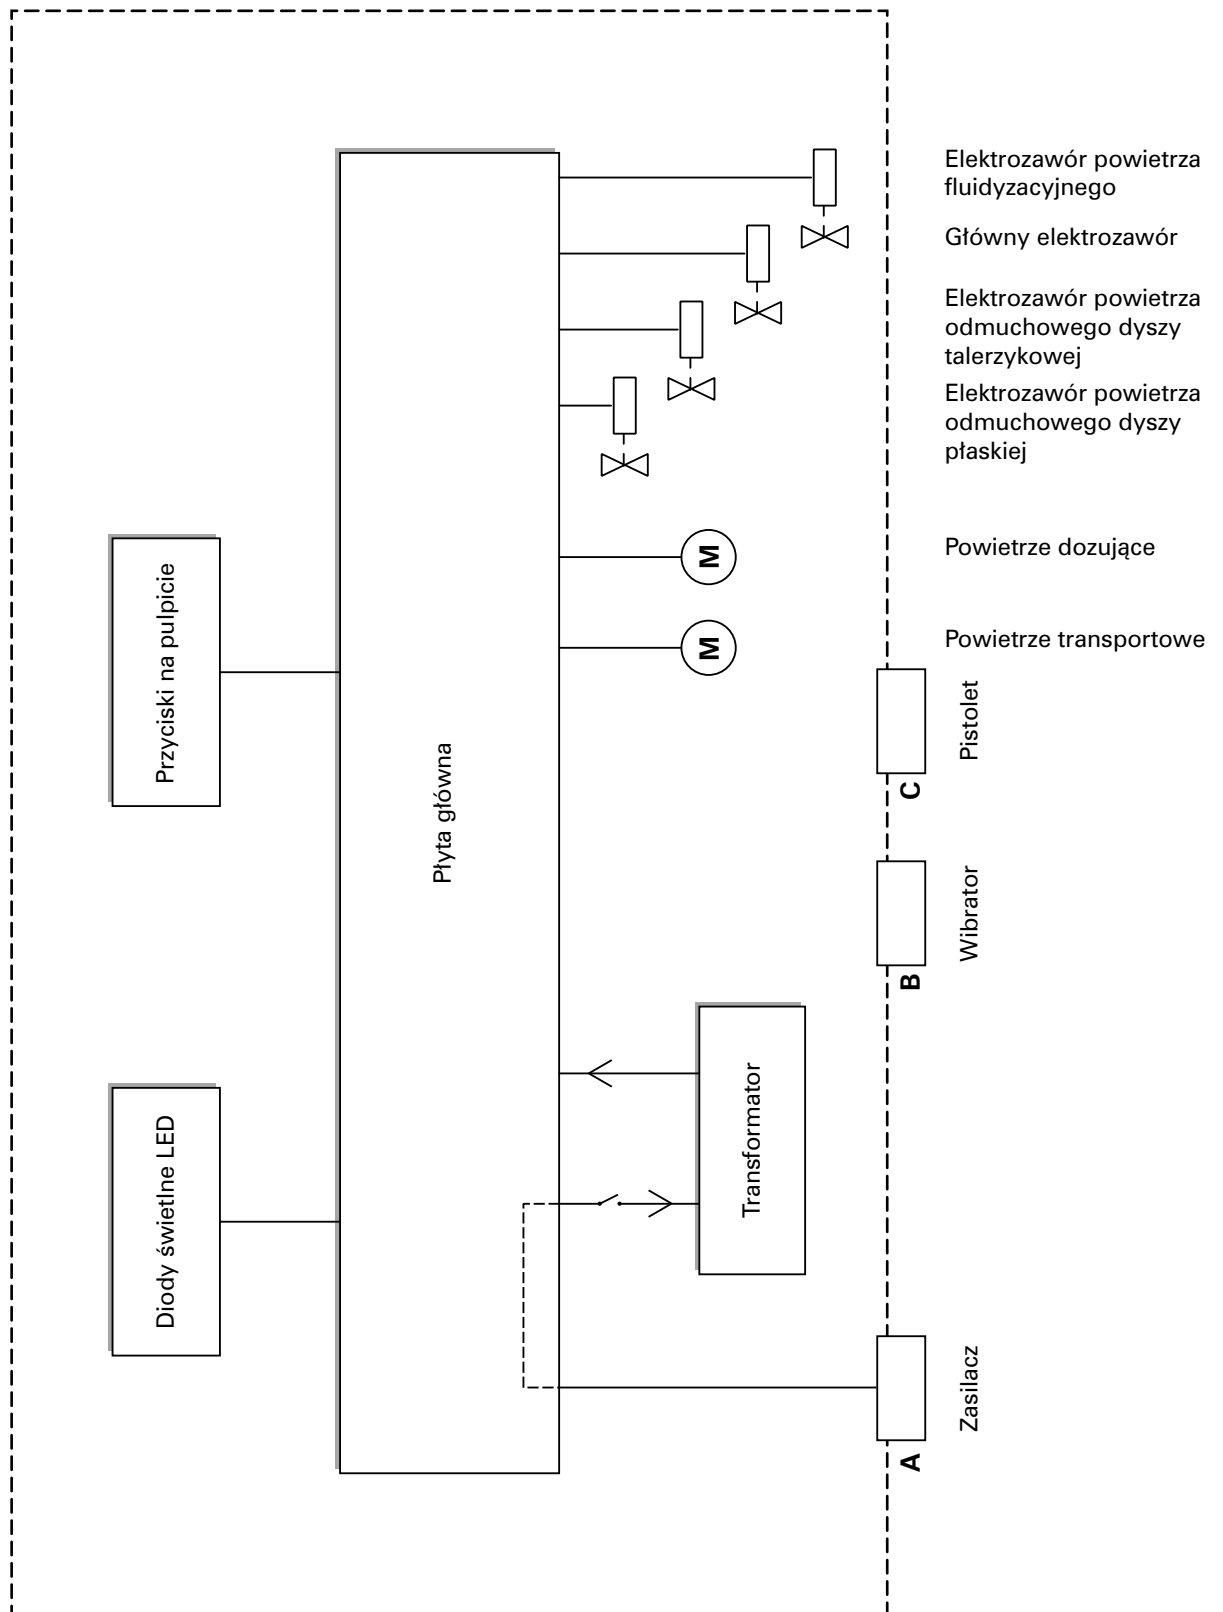 Elektrozawór powietrza
fluidyzacyjnego
Główny elektrozawór
Elektrozawór powietrza
odmuchowego dyszy
talerzykowej
Elektrozawór powietrza
odmuchowego dyszy
płaskiej
Powietrze dozujące
Powietrze transportowe
M
M
Przyciski na pulpicie
Płyta główna
Pistolet
C
Wibrator
B
Transformator
Diody świetlne LED
Zasilacz
A